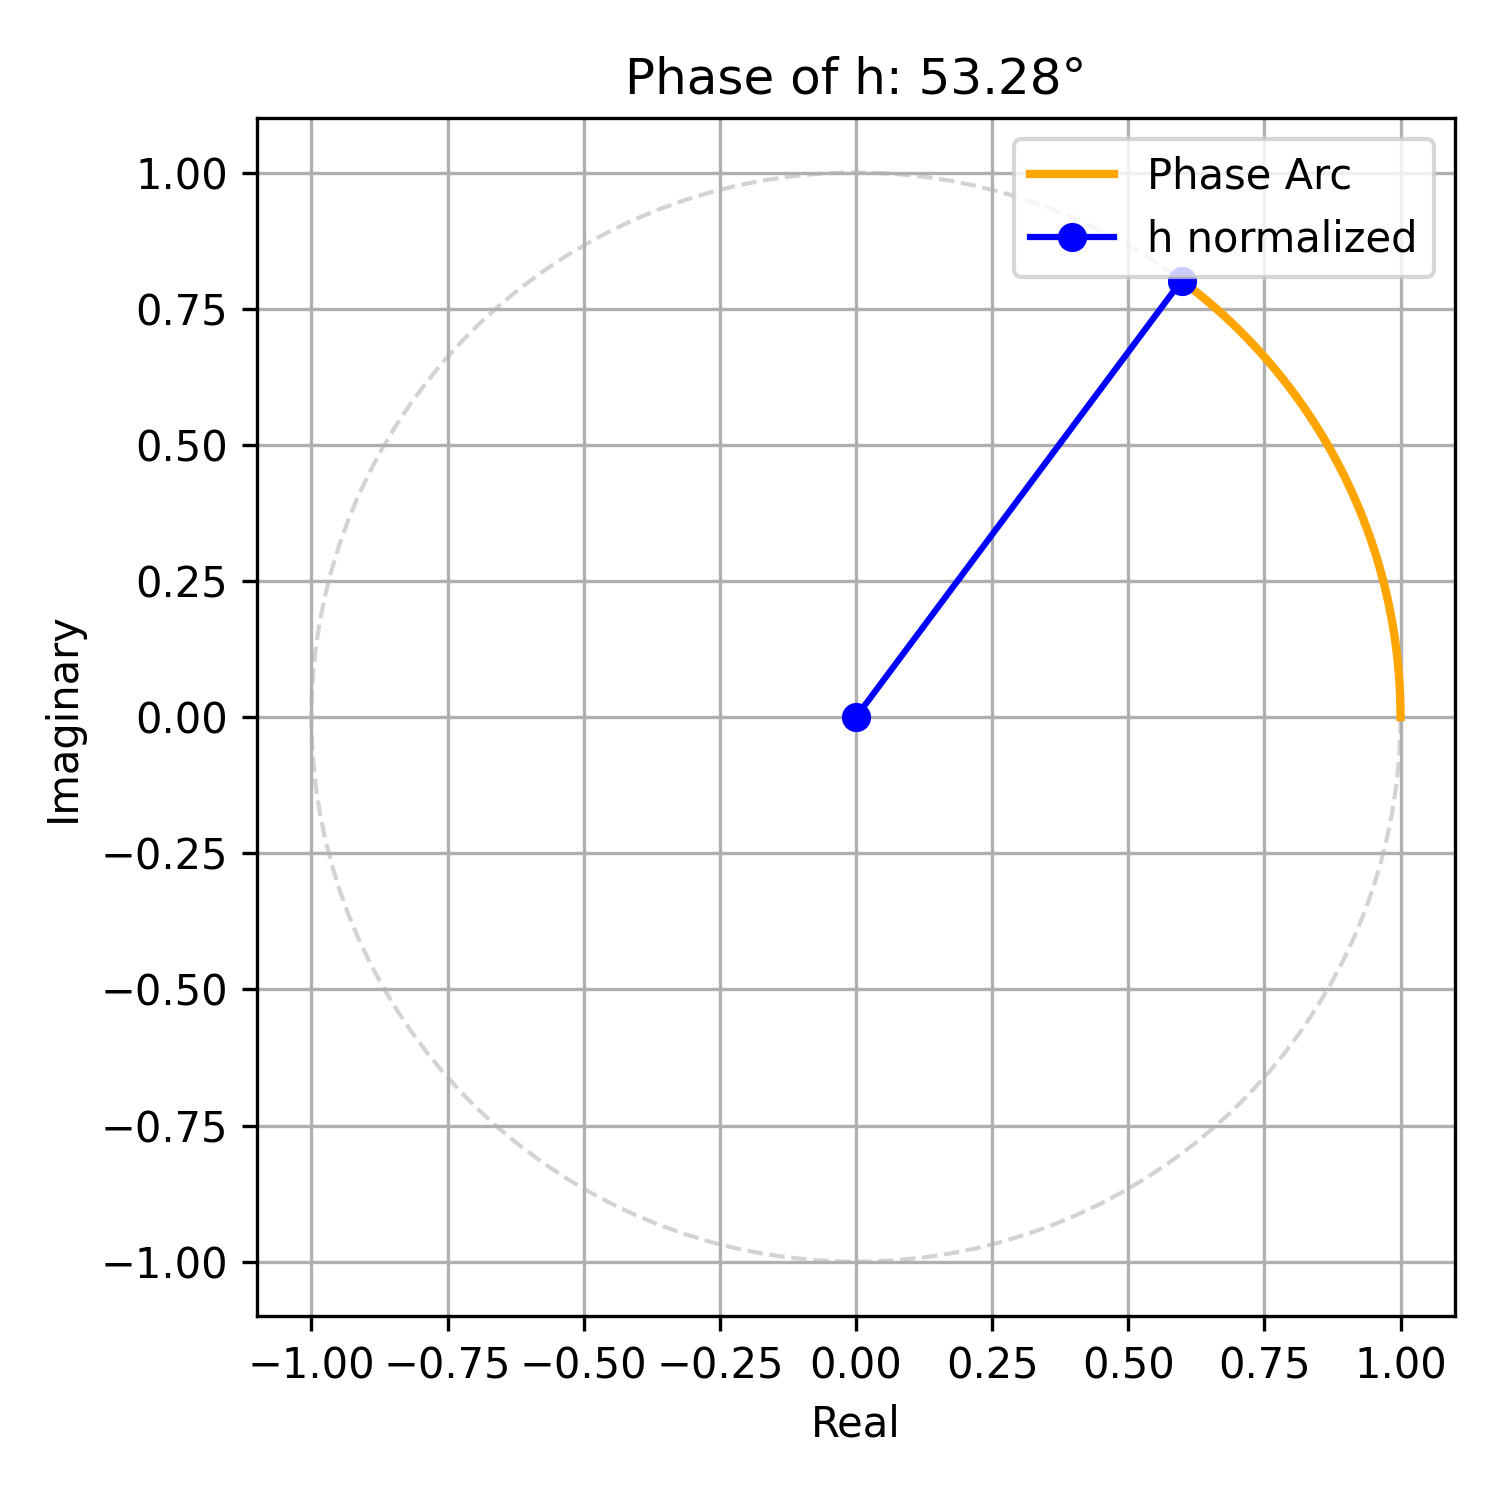 Phase of h: 53.28°
Phase Arc
h normalized
1.00
0.75
0.50
0.25
0.00
−0.25
−0.50
−0.75
−1.00
Imaginary
−1.00 −0.75 −0.50 −0.25 0.00 0.25 0.50 0.75 1.00
Real